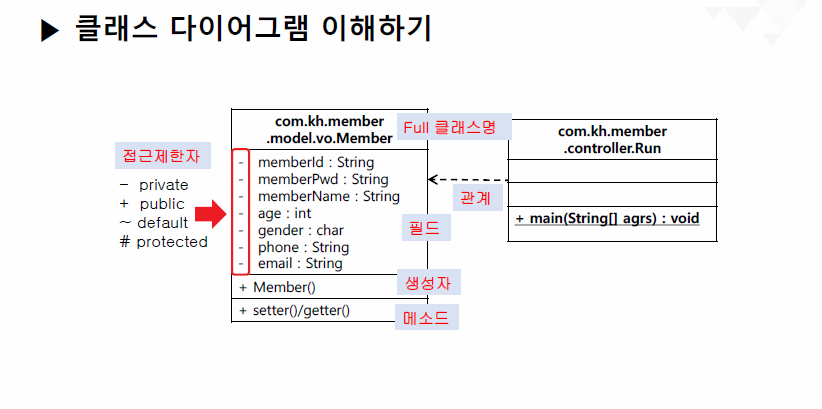 ▶ 클래스 다이어그램 이해하기
com.kh.member
.model.vo.Member
Full 클래스명
com.kh.member
.controller.Run
접근제한자
- private
+ public
~ default
# protected
- memberId : String
- memberPwd : String
- memberName : String
- age : int
- gender : char
- phone : String
- email : String
관계
필드
+ main(String[] agrs) : void
+ Member()
생성자
+ setter()/getter()
메소드